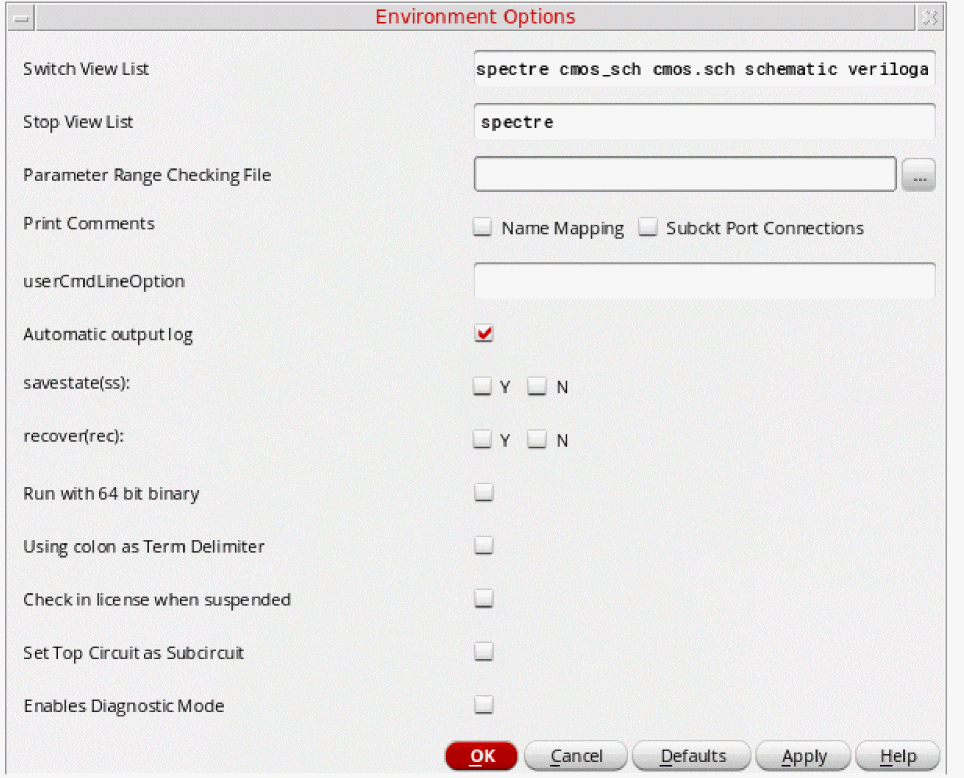 Environment Options
Switch View List spectre cmos_sch cmos.sch schematic veriloga
Stop View List spectre
Parameter Range Checking File ...
Print Comments Name Mapping Subckt Port Connections
userCmdLineOption
Automatic output log
savestate(ss): Y N
recover(rec): Y N
Run with 64 bit binary
Using colon as Term Delimiter
Check in license when suspended
Set Top Circuit as Subcircuit
Enables Diagnostic Mode
OK Cancel Defaults Apply Help